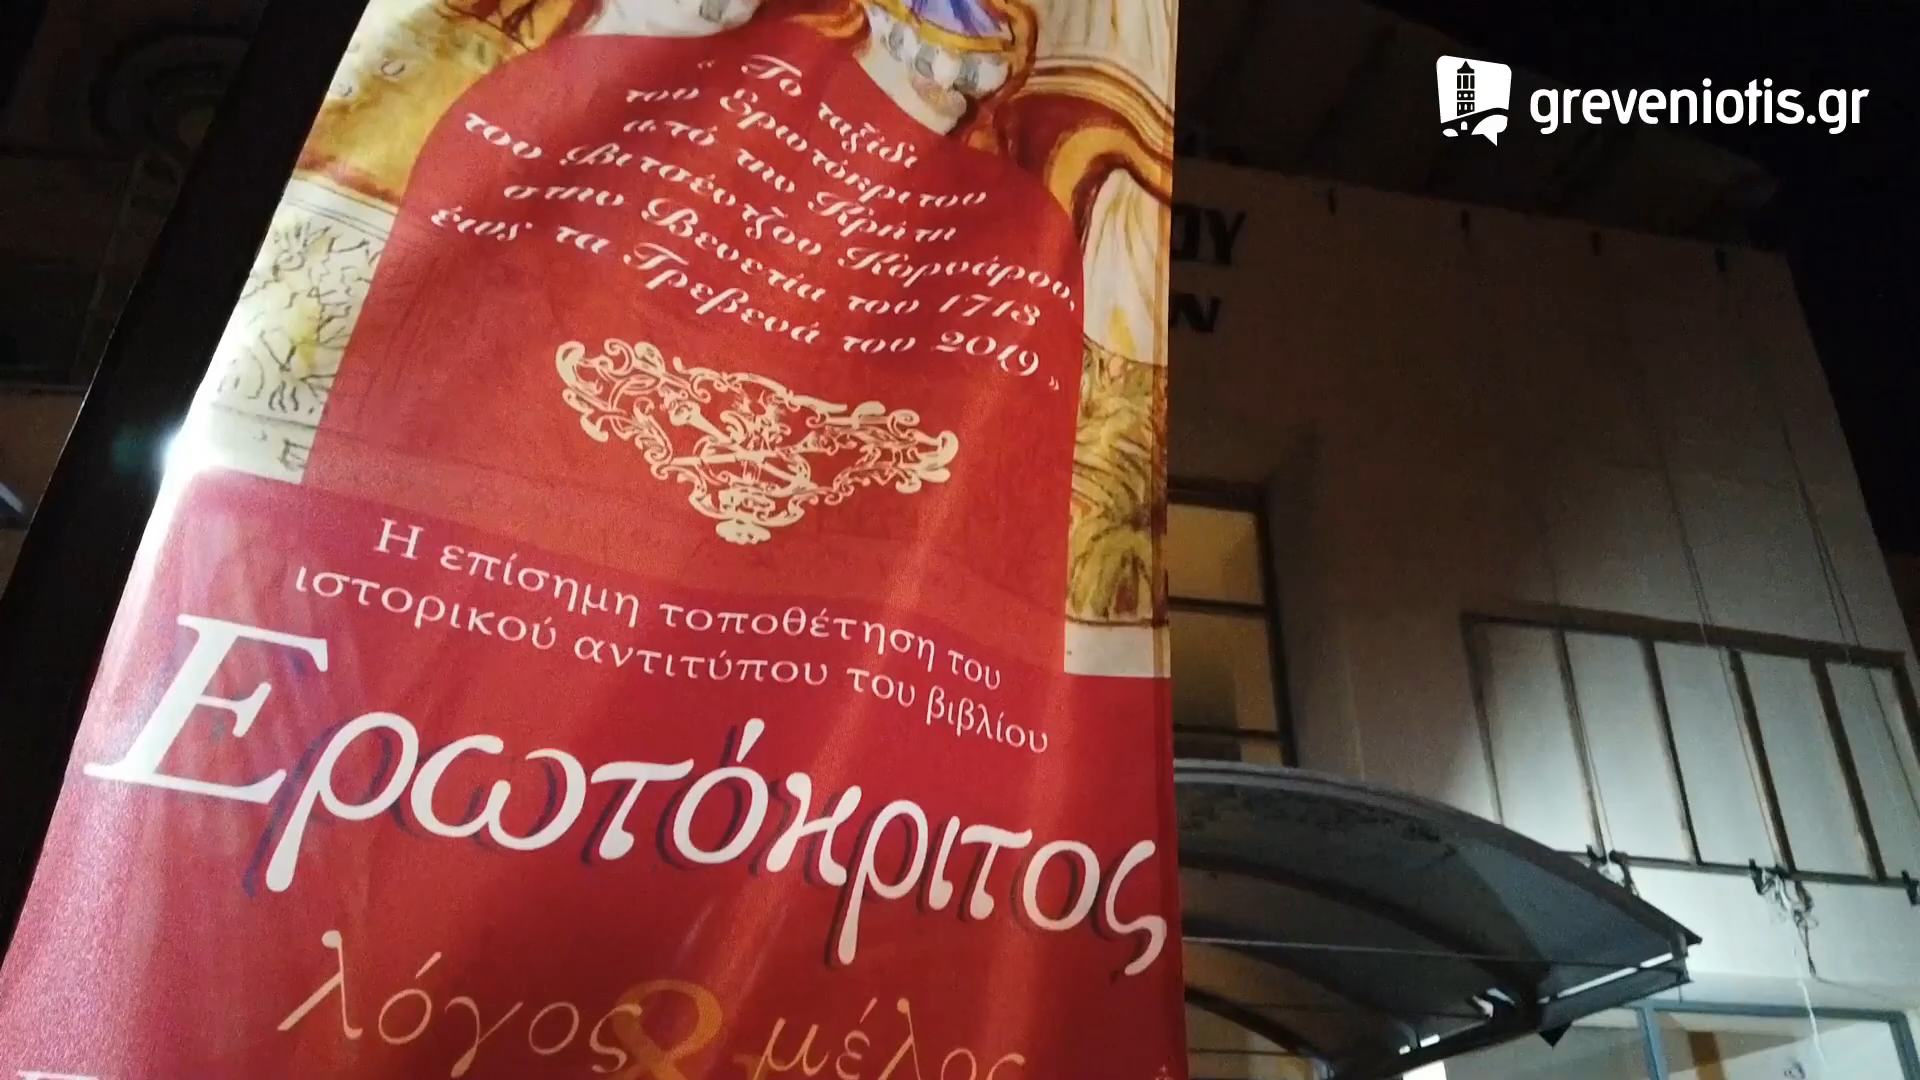 greveniotis.gr
« Το ταξίδι
του Ερωτόκριτου
από την Κρήτη
του Βιτσέντζου Κορνάρου,
στην Βενετία του 1713
έως τα Γρεβενά του 2019 »
Η επίσημη τοποθέτηση του
ιστορικού αντιτύπου του βιβλίου
Ερωτόκριτος
λόγος & μέλος